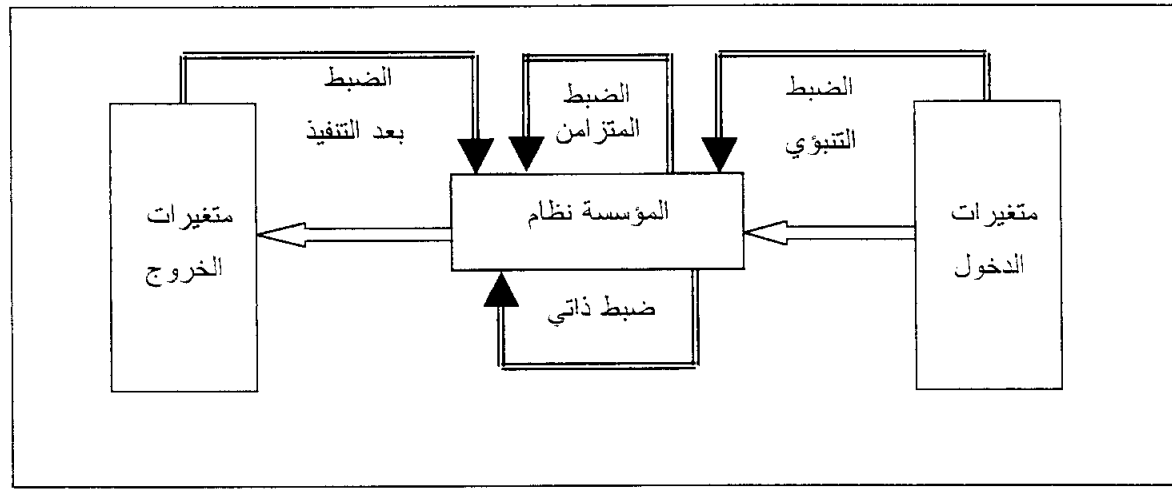 الضبط
التنبؤي
الضبط
المتزامن
الضبط
بعد التنفيذ
متغيرات
الدخول
المؤسسة نظام
متغيرات
الخروج
ضبط ذاتي